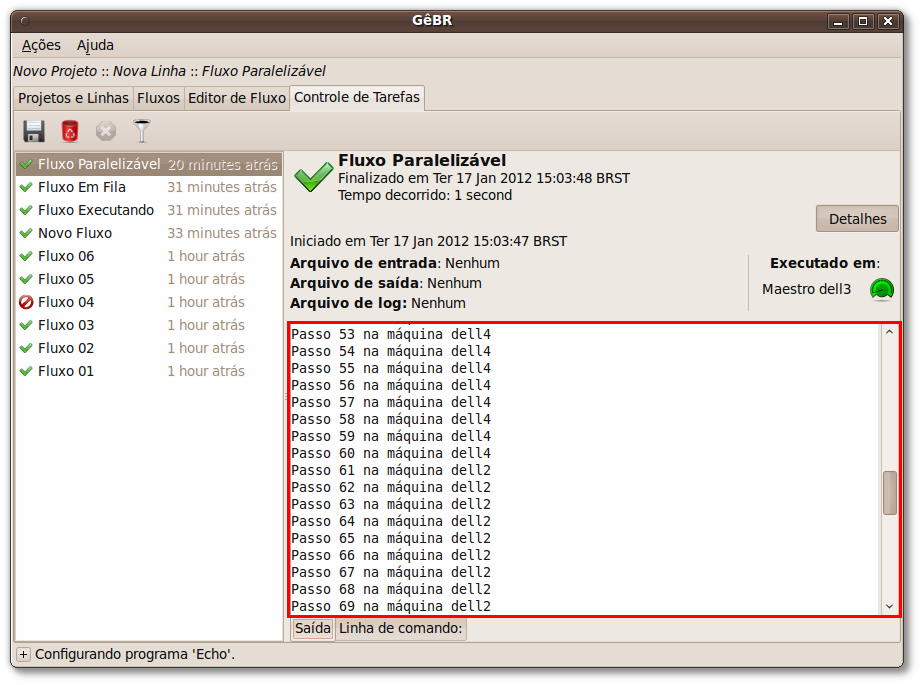 GêBR
Ações Ajuda
Novo Projeto :: Nova Linha :: Fluxo Paralelizável
Projetos e Linhas Fluxos Editor de Fluxo Controle de Tarefas
Fluxo Paralelizável 20 minutes atrás
Fluxo Em Fila 31 minutes atrás
Fluxo Executando 31 minutes atrás
Novo Fluxo 33 minutes atrás
Fluxo 06 1 hour atrás
Fluxo 05 1 hour atrás
Fluxo 04 1 hour atrás
Fluxo 03 1 hour atrás
Fluxo 02 1 hour atrás
Fluxo 01 1 hour atrás
Fluxo Paralelizável
Finalizado em Ter 17 Jan 2012 15:03:48 BRST
Tempo decorrido: 1 second
Detalhes
Iniciado em Ter 17 Jan 2012 15:03:47 BRST
Arquivo de entrada: Nenhum
Arquivo de saída: Nenhum
Arquivo de log: Nenhum
Executado em:
Maestro dell3
Passo 53 na máquina dell4
Passo 54 na máquina dell4
Passo 55 na máquina dell4
Passo 56 na máquina dell4
Passo 57 na máquina dell4
Passo 58 na máquina dell4
Passo 59 na máquina dell4
Passo 60 na máquina dell4
Passo 61 na máquina dell2
Passo 62 na máquina dell2
Passo 63 na máquina dell2
Passo 64 na máquina dell2
Passo 65 na máquina dell2
Passo 66 na máquina dell2
Passo 67 na máquina dell2
Passo 68 na máquina dell2
Passo 69 na máquina dell2
Saída Linha de comando:
Configurando programa 'Echo'.